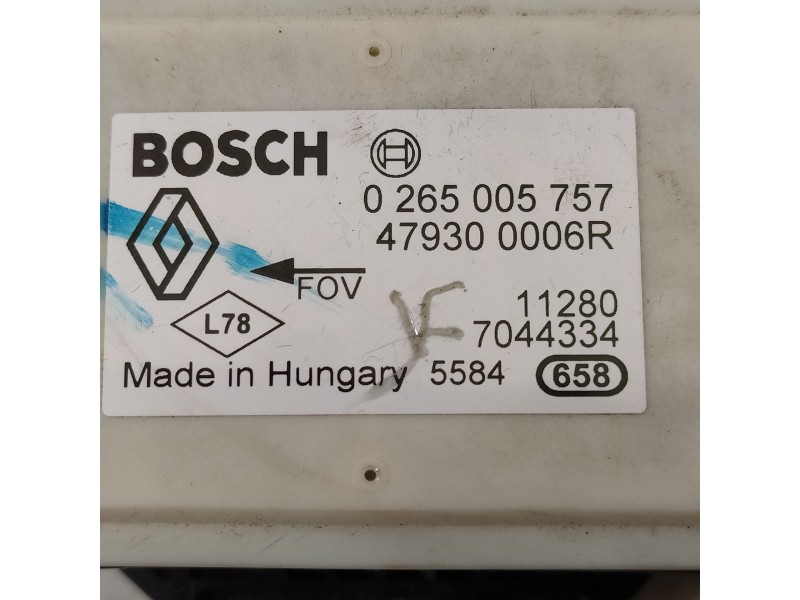 BOSCH
0 265 005 757
47930 0006R
FOV
L78
11280
7044334
Made in Hungary 5584 658